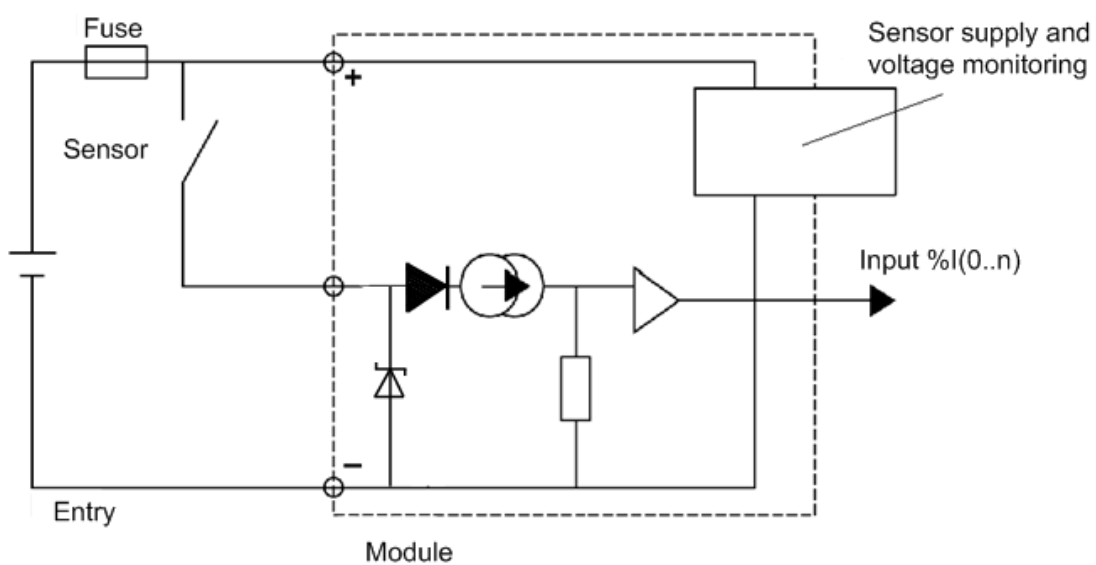 Fuse
Sensor supply and
voltage monitoring
+
Sensor
Input %I(0..n)
−
Entry
Module